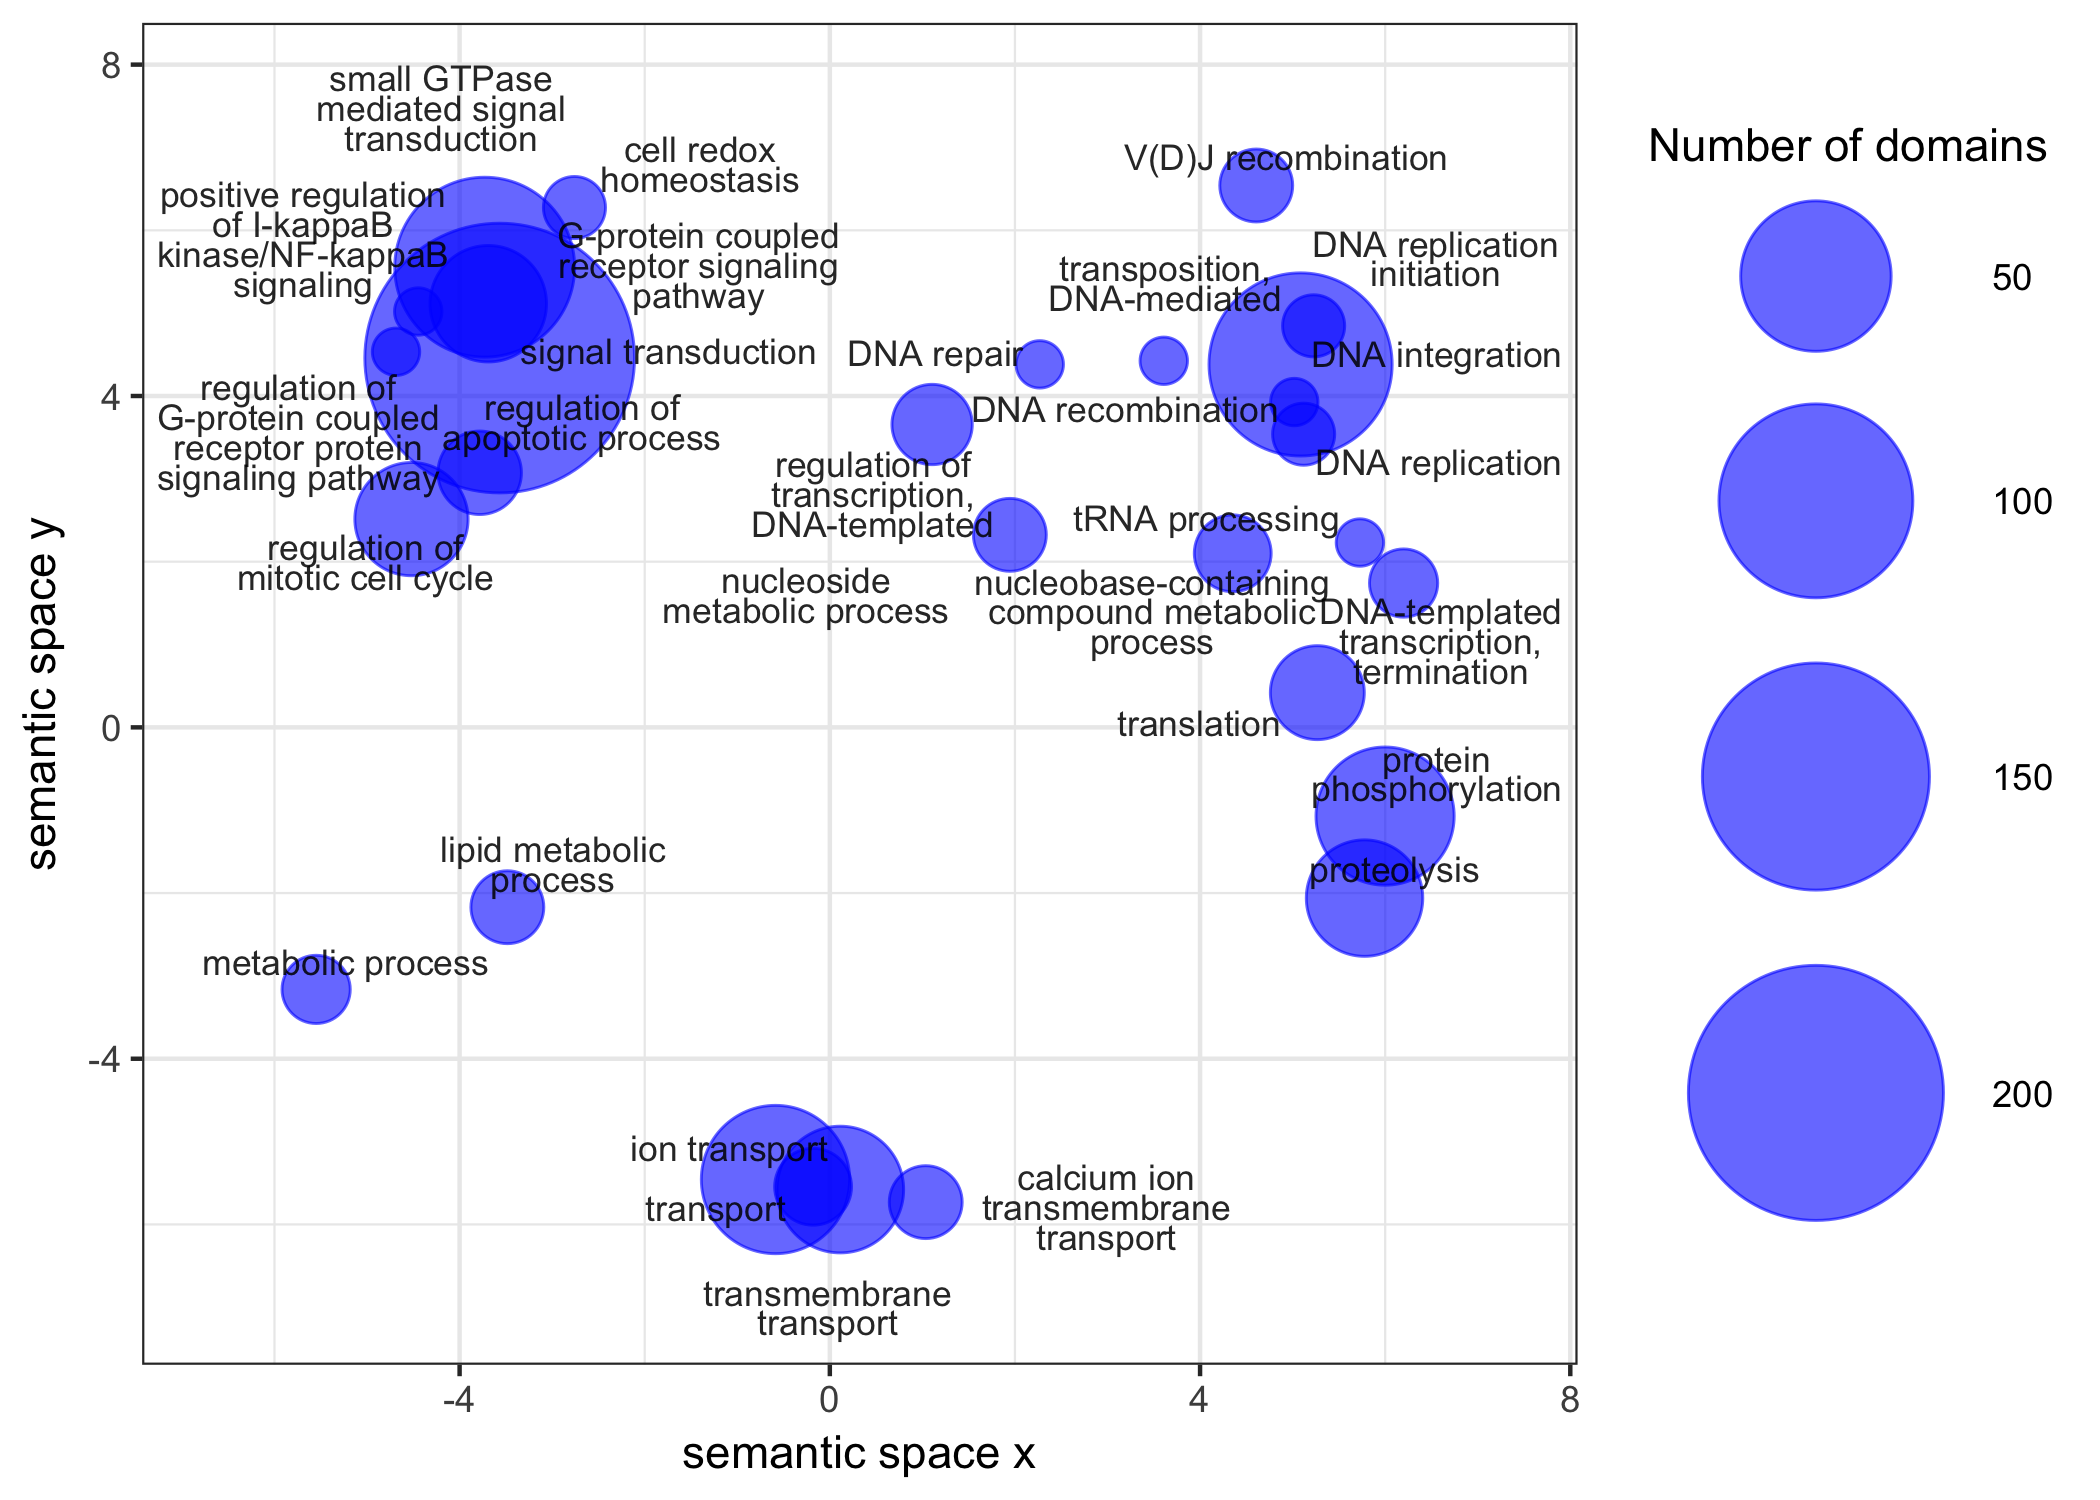 8
4
0
-4
semantic space y
small GTPase
mediated signal
transduction
cell redox
homeostasis
positive regulation
of I-kappaB
kinase/NF-kappaB
signaling
G-protein coupled
receptor signaling
pathway
signal transduction
regulation of
G-protein coupled
receptor protein
signaling pathway
regulation of
apoptotic process
regulation of
mitotic cell cycle
V(D)J recombination
DNA replication
initiation
transposition,
DNA-mediated
DNA repair
DNA integration
DNA recombination
DNA replication
regulation of
transcription,
DNA-templated
tRNA processing
nucleoside
metabolic process
nucleobase-containing
compound metabolic
process
DNA-templated
transcription,
termination
translation
protein
phosphorylation
proteolysis
lipid metabolic
process
metabolic process
ion transport
transport
calcium ion
transmembrane
transport
transmembrane
transport
-4
0
4
8
semantic space x
Number of domains
50
100
150
200